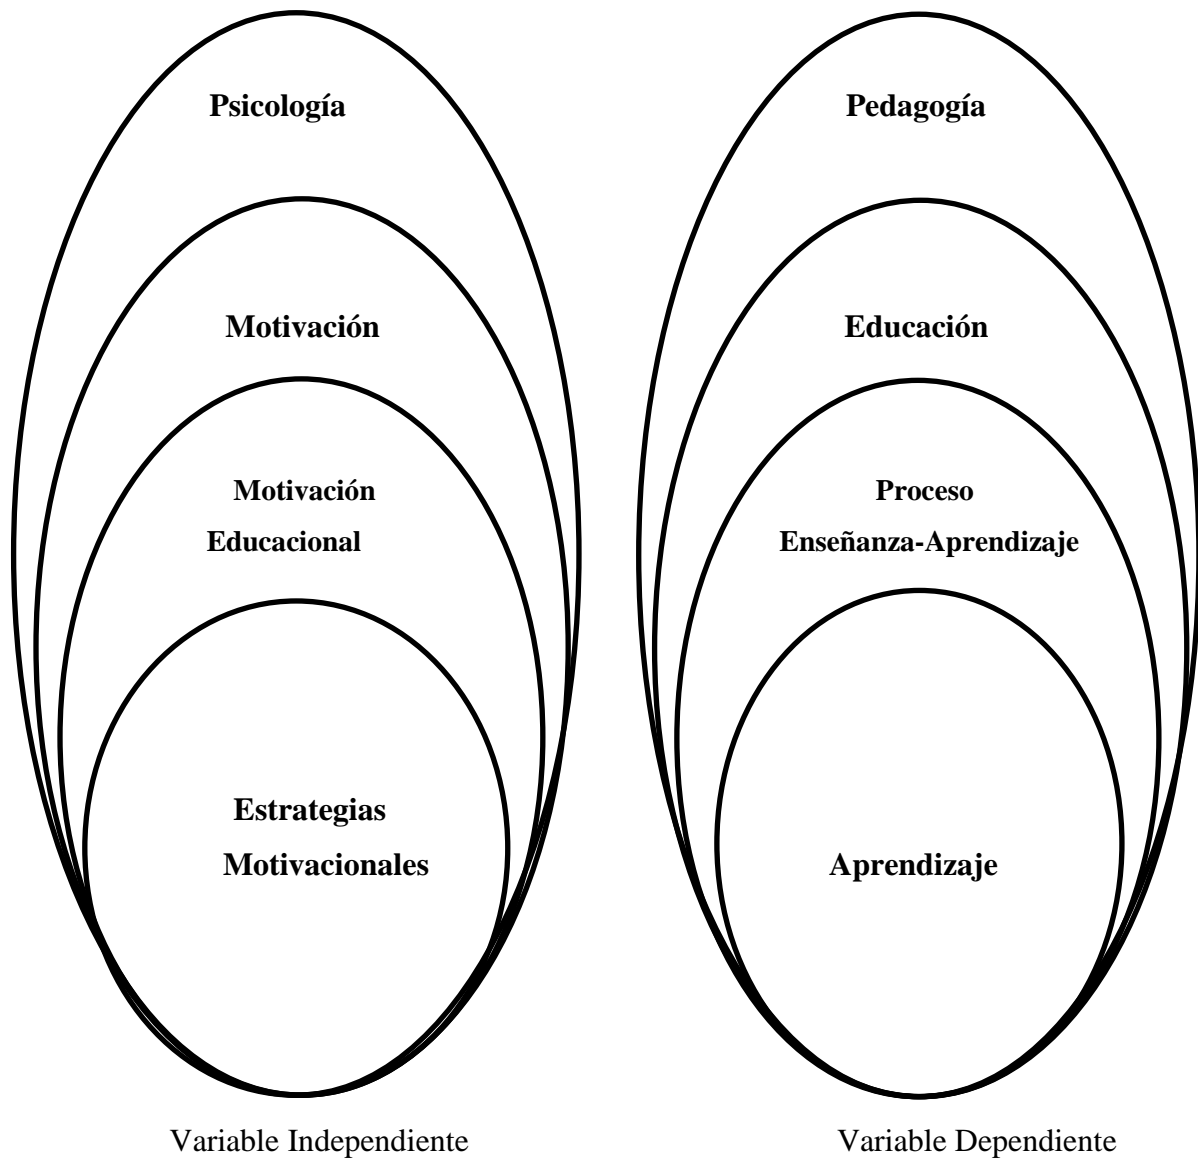 Psicología
Motivación
Motivación
Educacional
Estrategias
Motivacionales
Variable Independiente
Pedagogía
Educación
Proceso
Enseñanza-Aprendizaje
Aprendizaje
Variable Dependiente